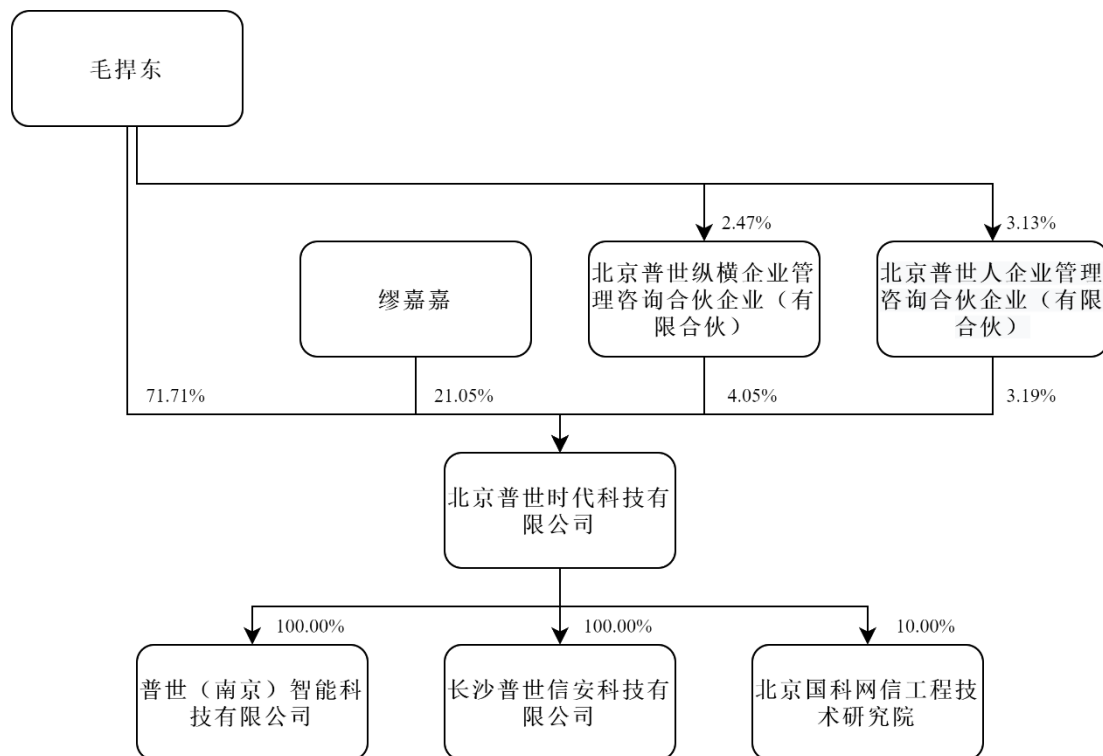 毛捍东
2.47%
3.13%
缪嘉嘉
北京普世纵横企业管
理咨询合伙企业（有
限合伙）
北京普世人企业管理
咨询合伙企业（有限
合伙）
71.71%
21.05%
4.05%
3.19%
北京普世时代科技有
限公司
100.00%
100.00%
10.00%
普世（南京）智能科
技有限公司
长沙普世信安科技有
限公司
北京国科网信工程技
术研究院